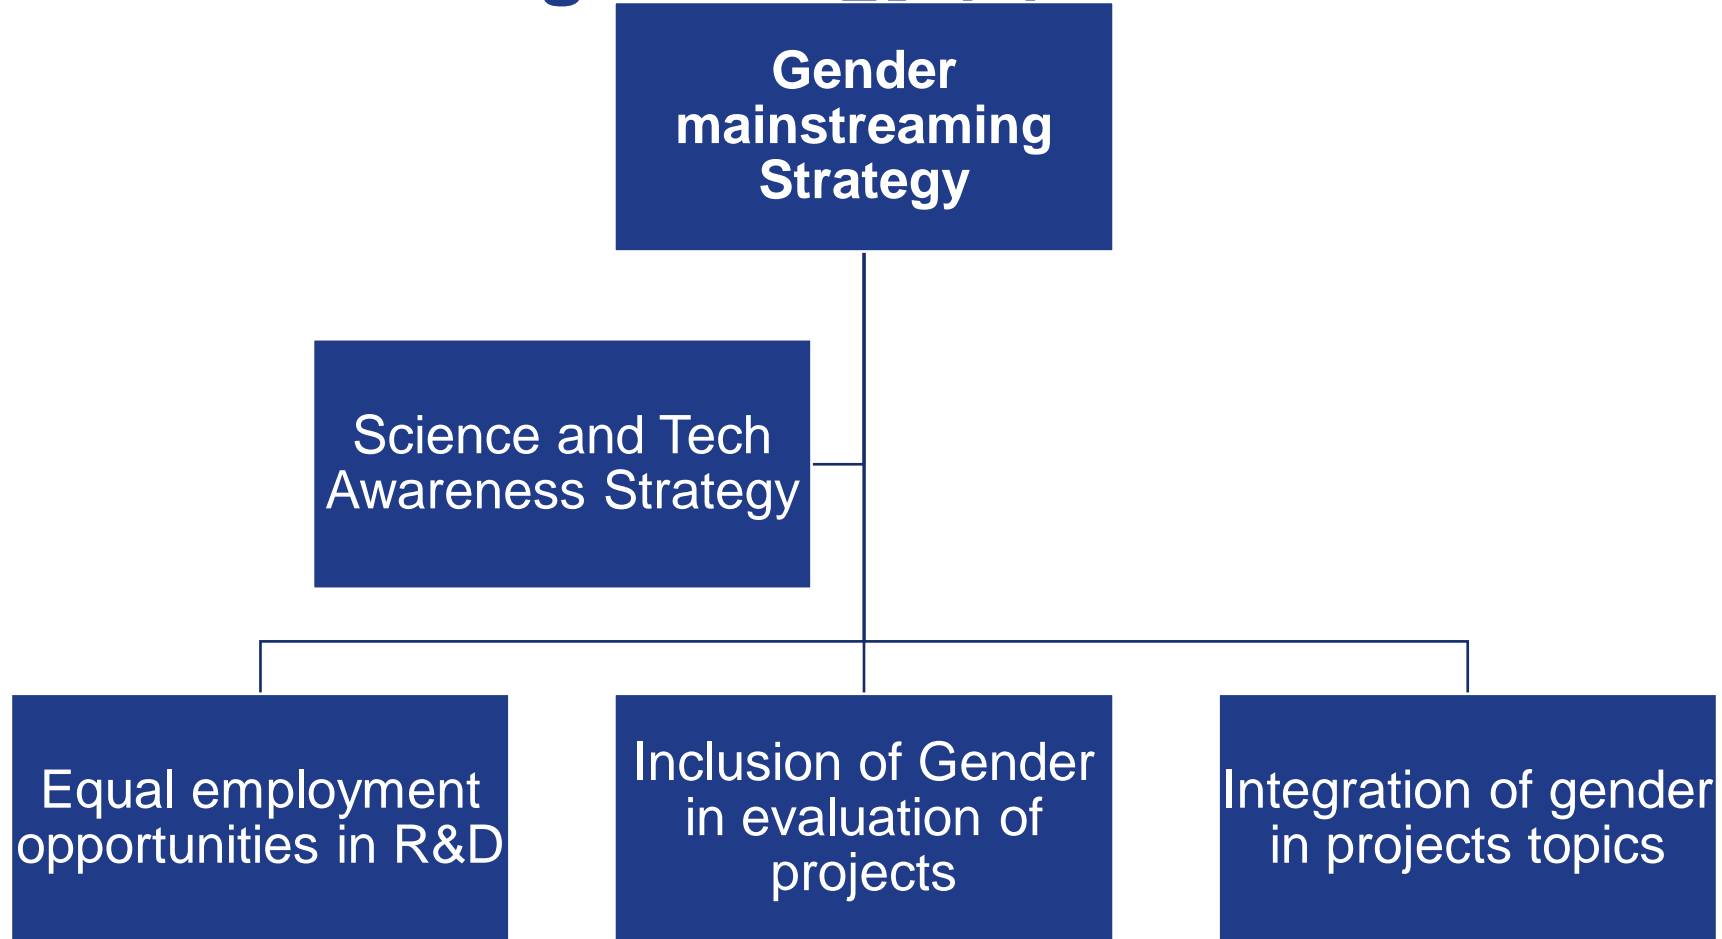 Gender
mainstreaming
Strategy
Science and Tech
Awareness Strategy
Equal employment
opportunities in R&D
Inclusion of Gender
in evaluation of
projects
Integration of gender
in projects topics